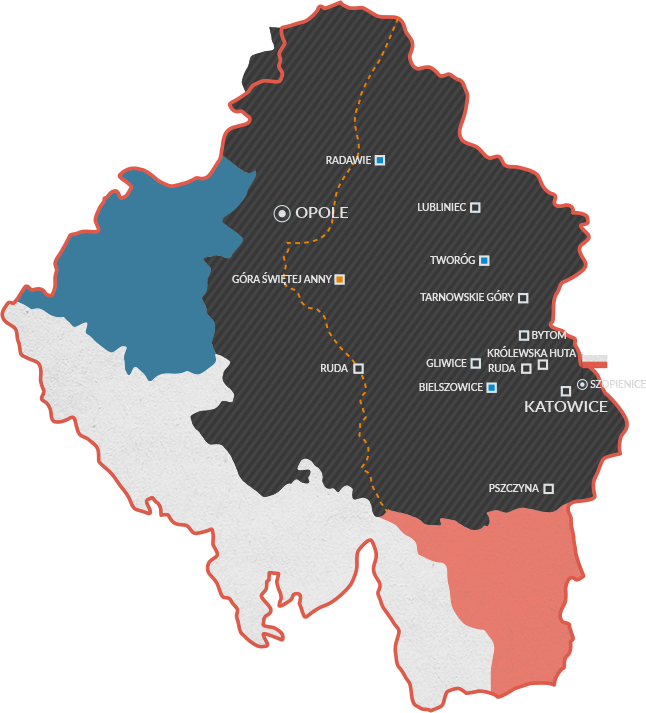 RADAWIE
LUBLINIEC
OPOLE
TWORÓG
GÓRA ŚWIĘTEJ ANNY
TARNOWSKIE GÓRY
BYTOM
KRÓLEWSKA HUTA
GLIWICE
RUDA
RUDA
SZOPIENICE
BIELSZOWICE
KATOWICE
PSZCZYNA